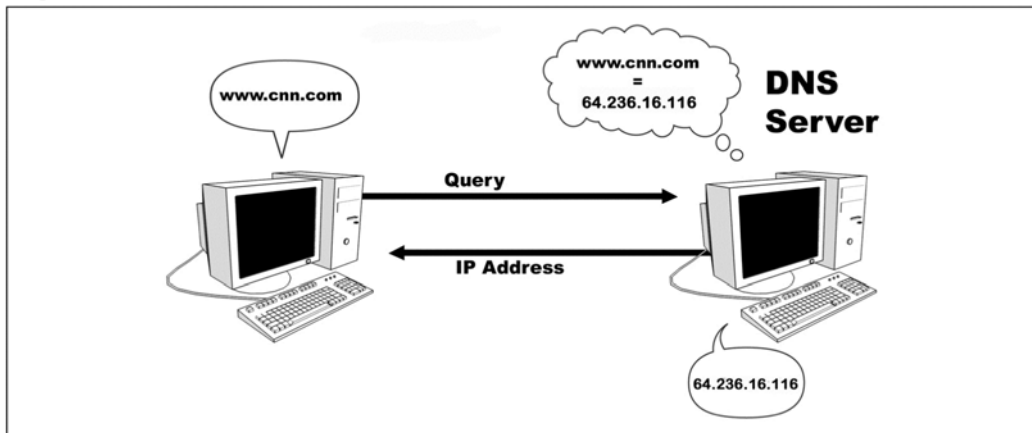 www.cnn.com
www.cnn.com
=
64.236.16.116
DNS
Server
Query
IP Address
64.236.16.116